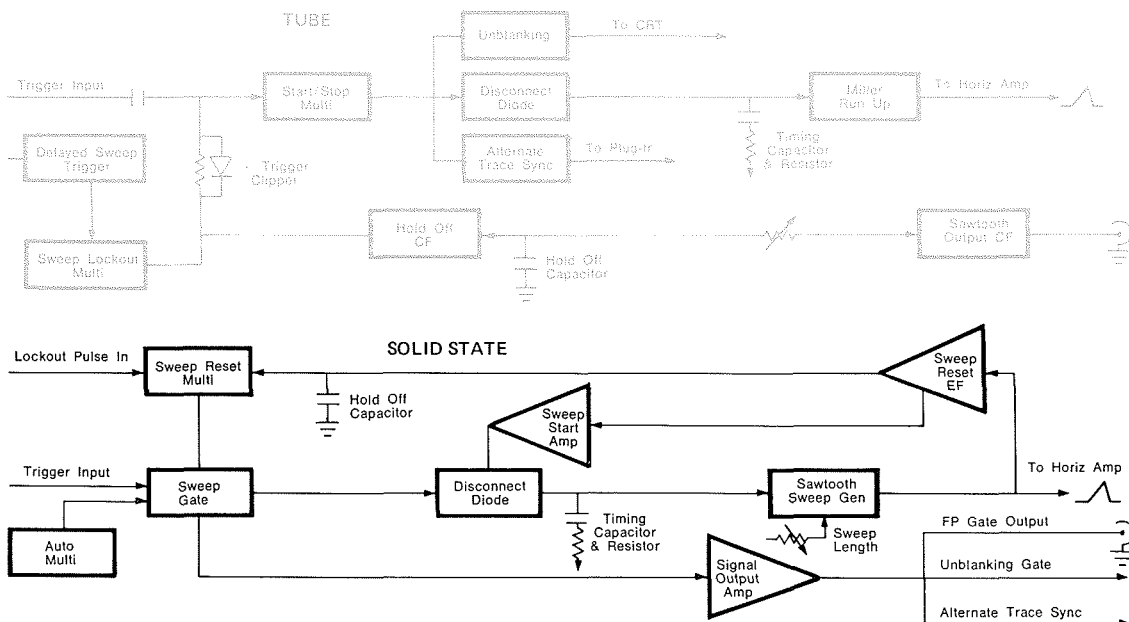 TUBE
Unblanking
To CRT
Trigger Input
Start/Stop
Multi
Disconnect
Diode
Miller
Run Up
To Horiz Amp
Delayed Sweep
Trigger
Trigger
Clipper
Alternate
Trace Sync
To Plug-In
Timing
Capacitor
& Resistor
Sweep Lockout
Multi
Hold Off
CF
Hold Off
Capacitor
Sawtooth
Output CF
SOLID STATE
Lockout Pulse In
Sweep Reset
Multi
Hold Off
Capacitor
Sweep
Start
Amp
Sweep
Reset
EF
Trigger Input
Sweep
Gate
Disconnect
Diode
Sawtooth
Sweep Gen
To Horiz Amp
Auto
Multi
Timing
Capacitor
& Resistor
Sweep
Length
Signal
Output
Amp
FP Gate Output
Unblanking Gate
Alternate Trace Sync